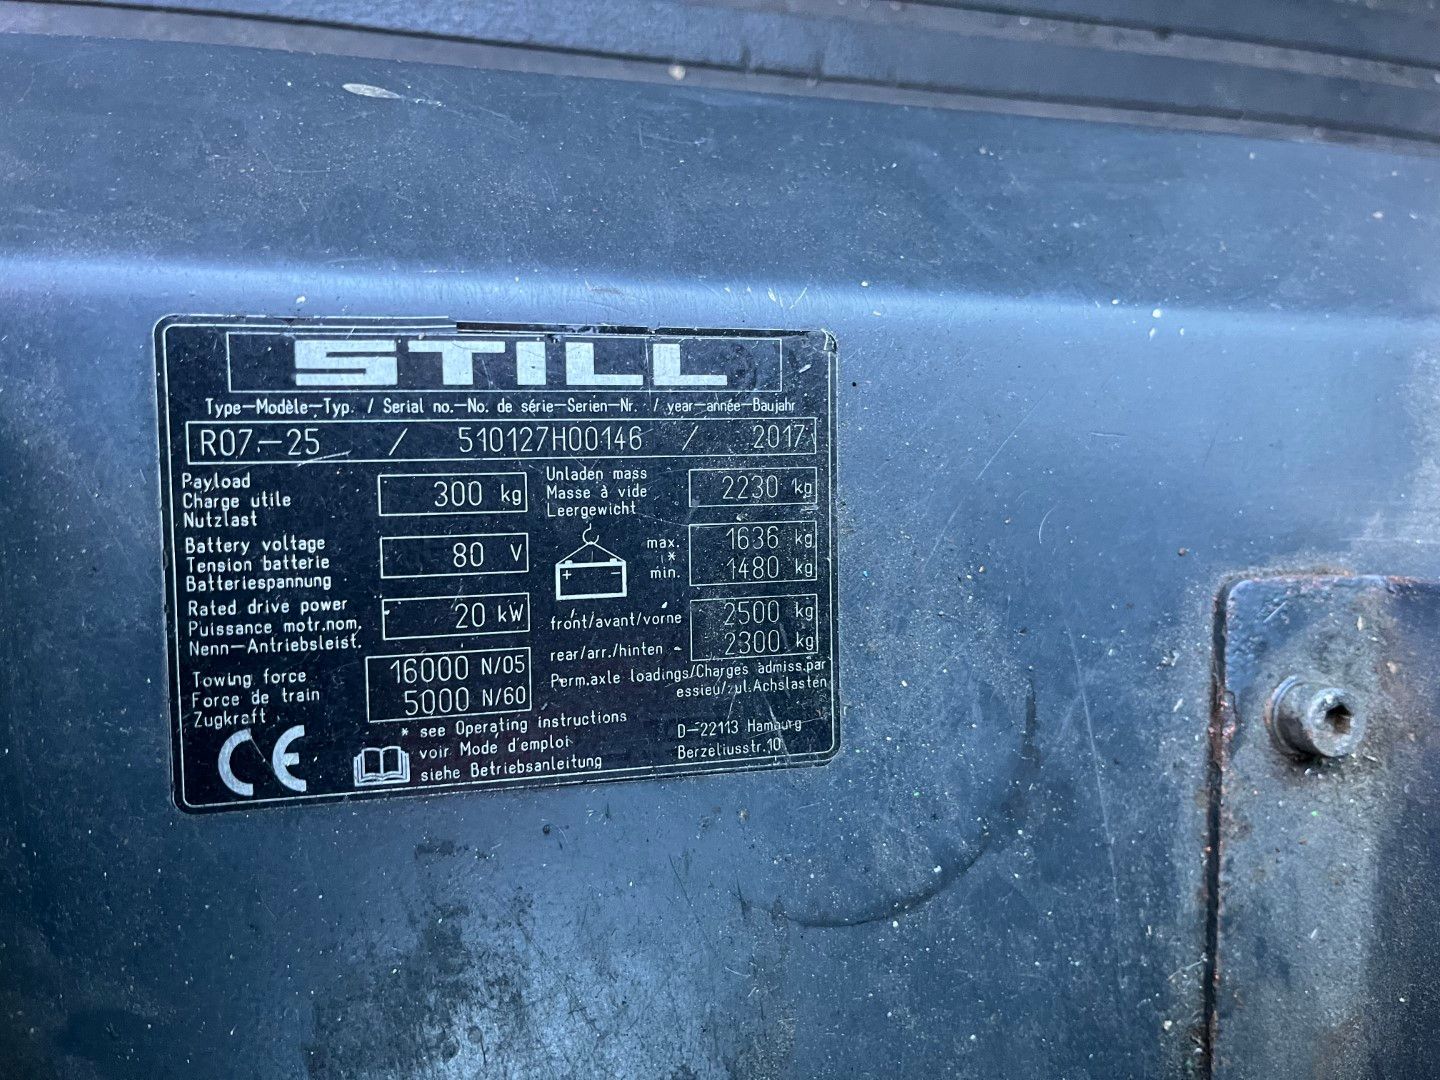 STILL
Type-Modèle-Typ. / Serial no.-No. de série-Serien-Nr. / year-année-Baujahr
R07-25 / 510127H00146 / 2017
Payload
Charge utile
Nutzlast
300 kg
Unladen mass
Masse à vide
Leergewicht
2230 kg
Battery voltage
Tension batterie
Batteriespannung
80 V
+ -
max. 1636 kg
*
min. 1480 kg
Rated drive power
Puissance motr.nom.
Nenn-Antriebsleist.
20 kW
front/avant/vorne 2500 kg
rear/arr./hinten 2300 kg
Perm.axle loadings/Charges admiss.par
essieu/zul.Achslasten
Towing force
Force de train
Zugkraft
16000 N/05
5000 N/60
CE
* see Operating instructions
voir Mode d'emploi
siehe Betriebsanleitung
D-22113 Hamburg
Berzeliusstr.10